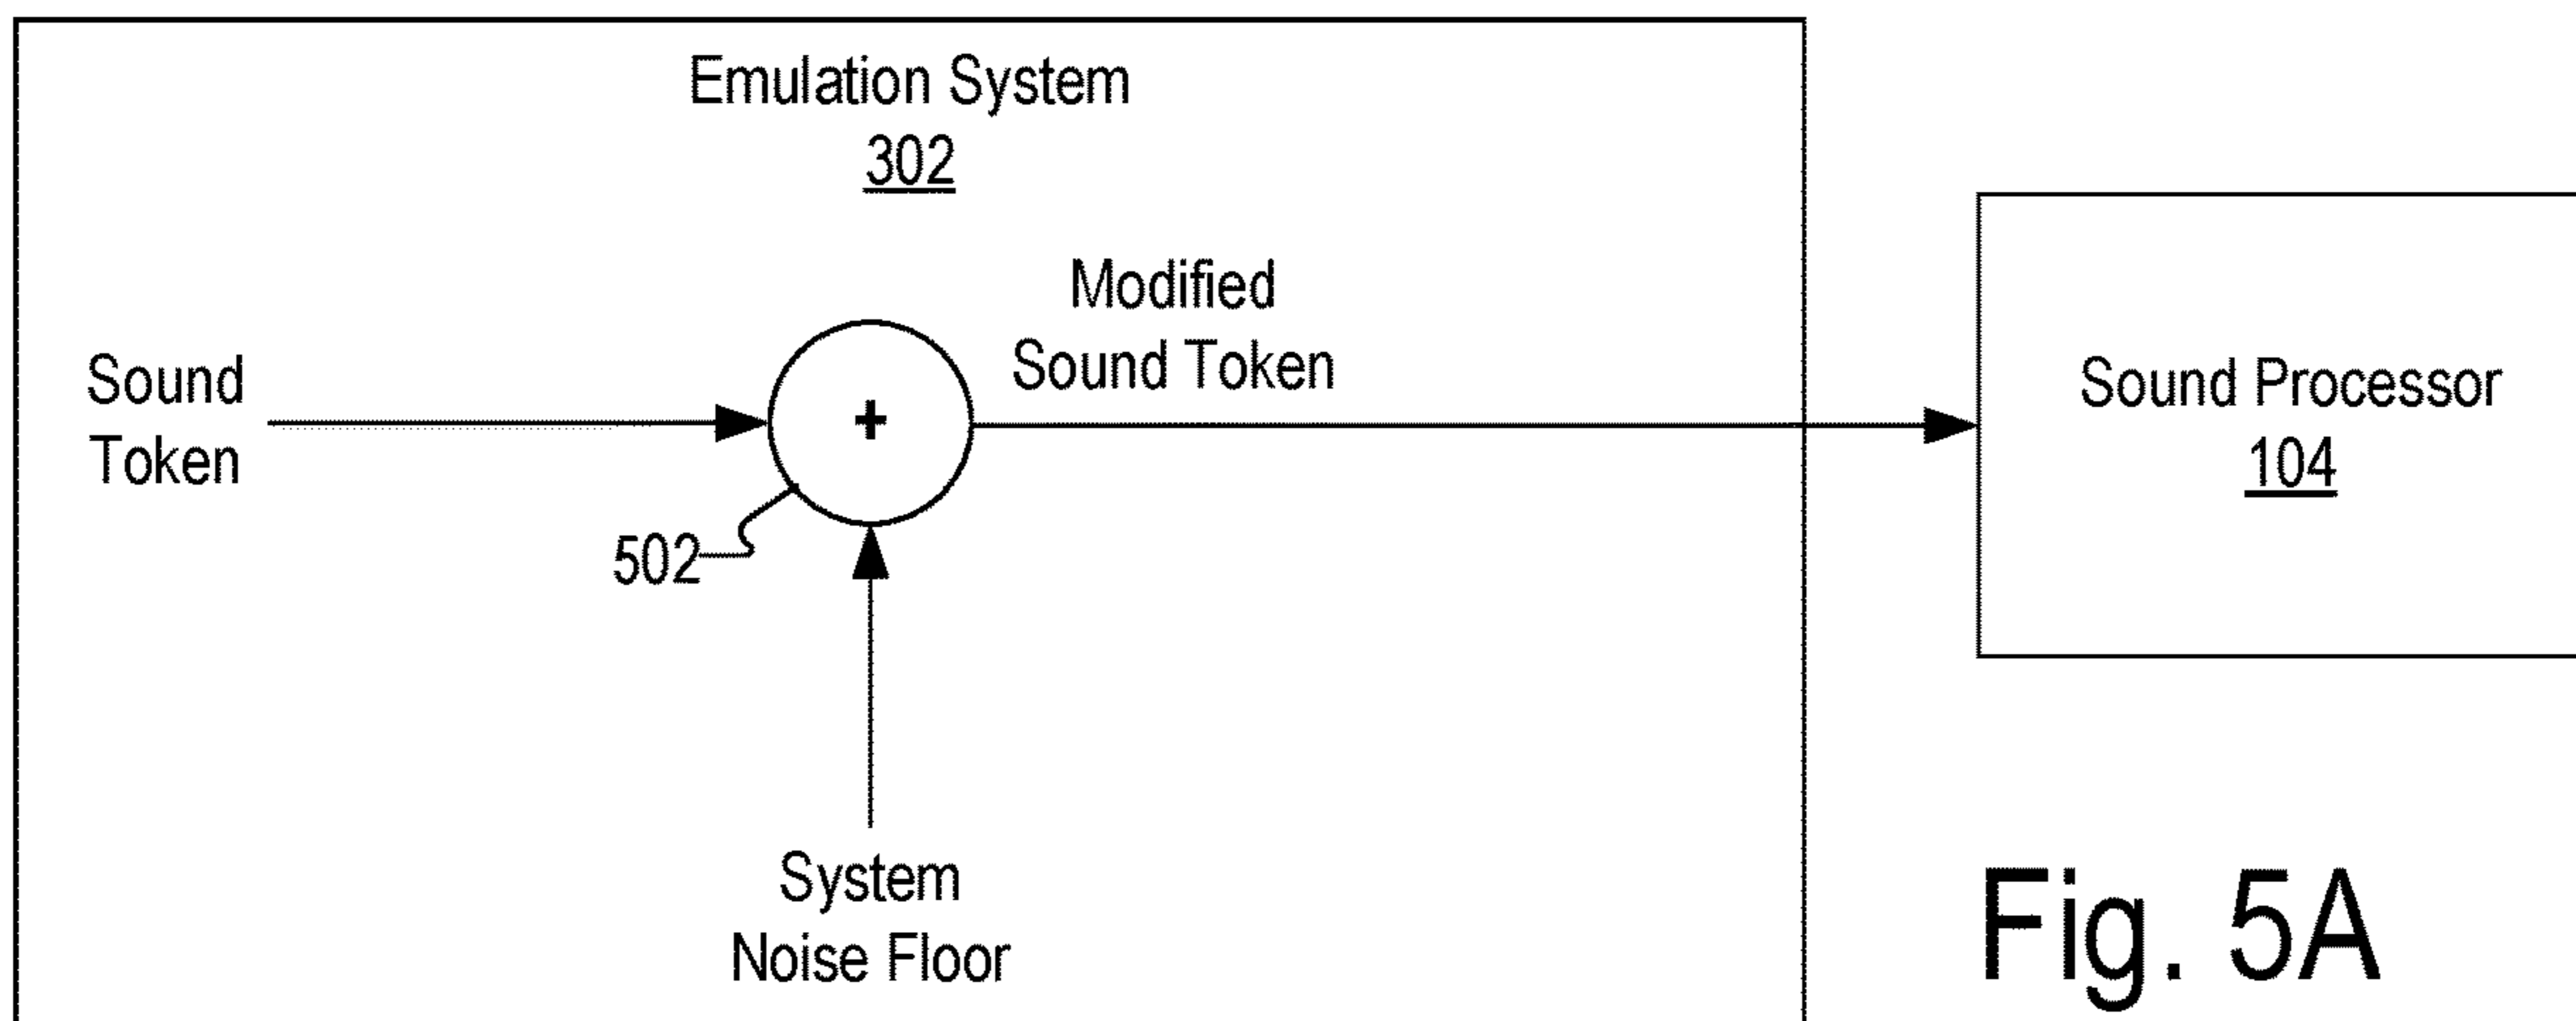 Emulation System
302
Modified
Sound Token
Sound
Token
+
502
System
Noise Floor
Sound Processor
104
Fig. 5A